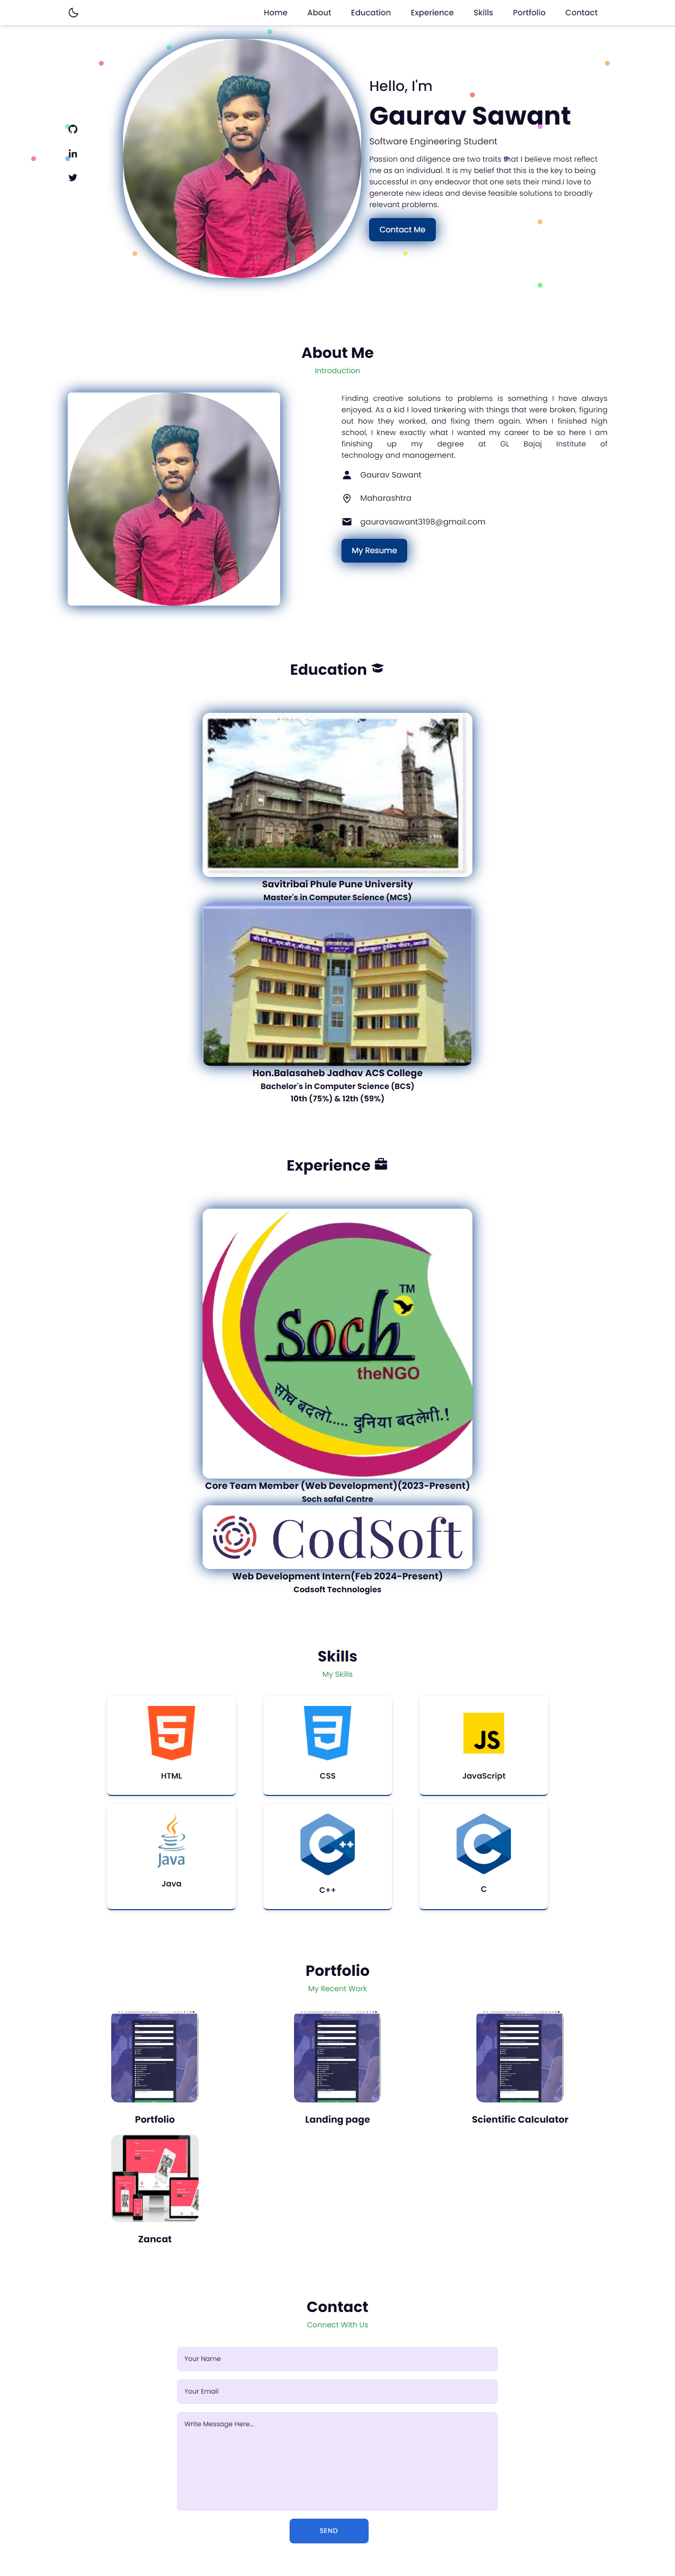 Home About Education Experience Skills Portfolio Contact
Hello, I'm
Gaurav Sawant
Software Engineering Student
Passion and diligence are two traits that I believe most reflect
me as an individual. It is my belief that this is the key to being
successful in any endeavor that one sets their mind.I love to
generate new ideas and devise feasible solutions to broadly
relevant problems.
Contact Me
About Me
Introduction
Finding creative solutions to problems is something I have always
enjoyed. As a kid I loved tinkering with things that were broken, figuring
out how they worked, and fixing them again. When I finished high
school, I knew exactly what I wanted my career to be so here I am
finishing up my degree at GL Bajaj Institute of
technology and management.
Gaurav Sawant
Maharashtra
gauravsawant3198@gmail.com
My Resume
Education
Savitribai Phule Pune University
Master's in Computer Science (MCS)
Hon.Balasaheb Jadhav ACS College
Bachelor's in Computer Science (BCS)
10th (75%) & 12th (59%)
Experience
TM
soch
theNGO
सोच बदलो..... दुनिया बदलेगी.!
Core Team Member (Web Development)(2023-Present)
Soch safal Centre
CodSoft
Web Development Intern(Feb 2024-Present)
Codsoft Technologies
Skills
My Skills
5
HTML
3
CSS
JS
JavaScript
Java
Java
C++
C++
C
C
Portfolio
My Recent Work
Portfolio
Landing page
Scientific Calculator
Zancat
Contact
Connect With Us
Your Name
Your Email
Write Message Here...
SEND